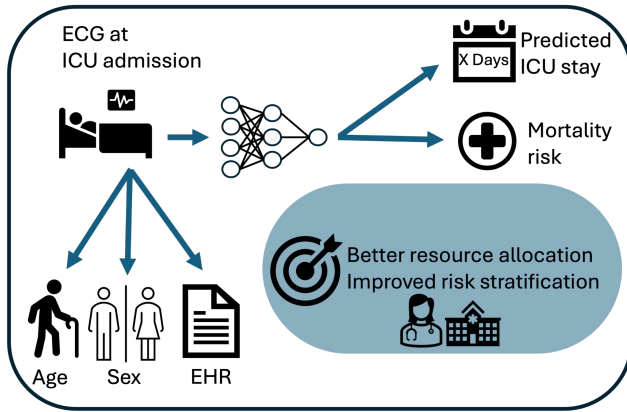 ECG at
ICU admission
X Days
Predicted
ICU stay
Mortality
risk
Better resource allocation
Improved risk stratification
Age
Sex
EHR